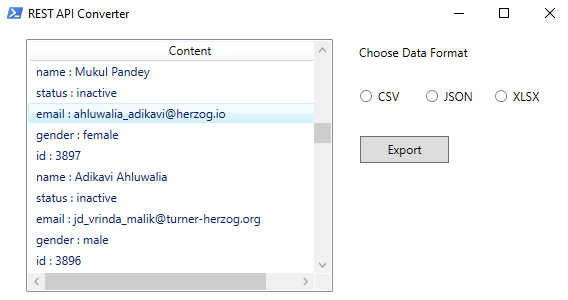 REST API Converter
Content
name : Mukul Pandey
status : inactive
email : ahluwalia_adikavi@herzog.io
gender : female
id : 3897
name : Adikavi Ahluwalia
status : inactive
email : jd_vrinda_malik@turner-herzog.org
gender : male
id : 3896
Choose Data Format
CSV JSON XLSX
Export